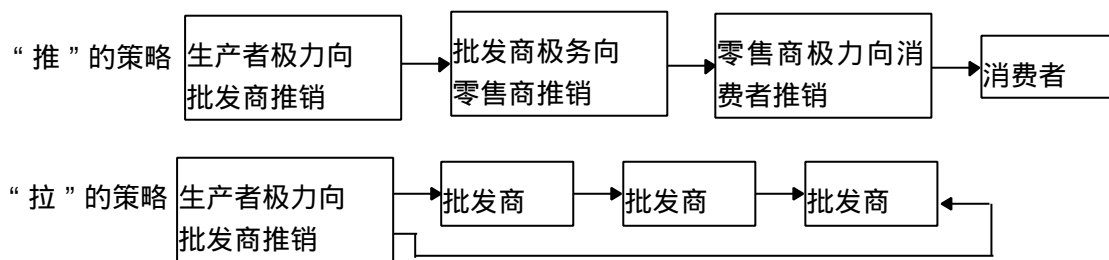 “推”的策略
生产者极力向
批发商推销
批发商极务向
零售商推销
零售商极力向消
费者推销
消费者
“拉”的策略
生产者极力向
批发商推销
批发商
批发商
批发商